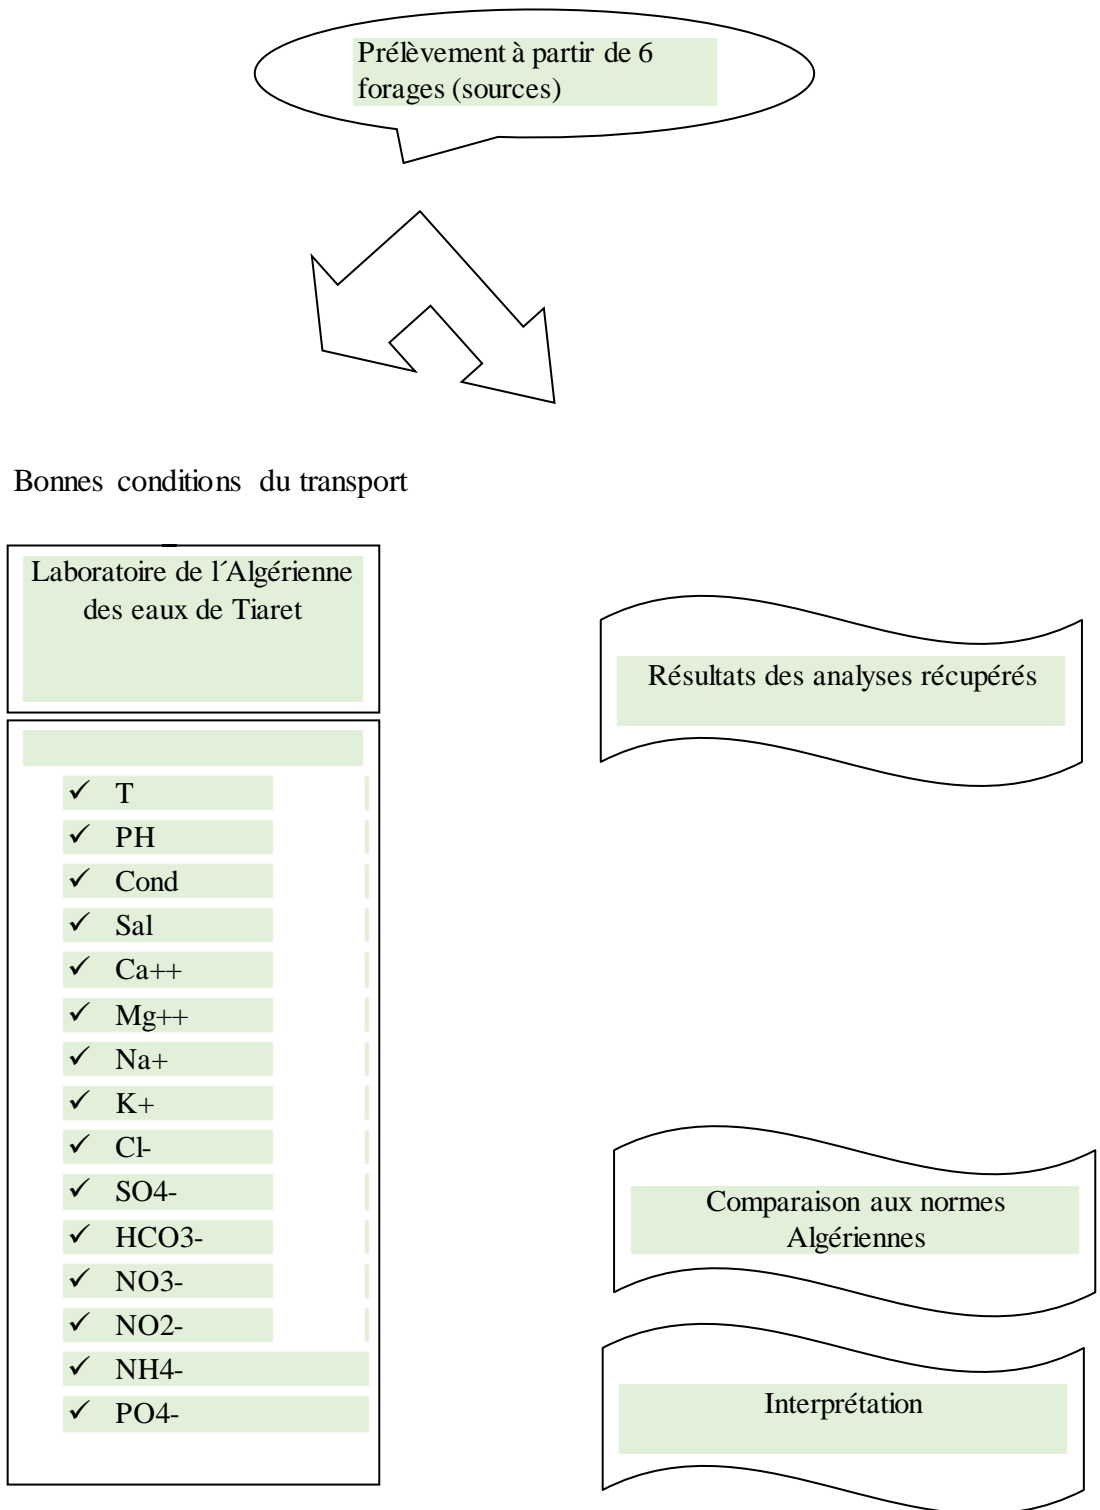 Prélèvement à partir de 6
forages (sources)
Bonnes conditions du transport
Laboratoire de l´Algérienne
des eaux de Tiaret
✓ T
✓ PH
✓ Cond
✓ Sal
✓ Ca++
✓ Mg++
✓ Na+
✓ K+
✓ Cl-
✓ SO4-
✓ HCO3-
✓ NO3-
✓ NO2-
✓ NH4-
✓ PO4-
Résultats des analyses récupérés
Comparaison aux normes
Algériennes
Interprétation